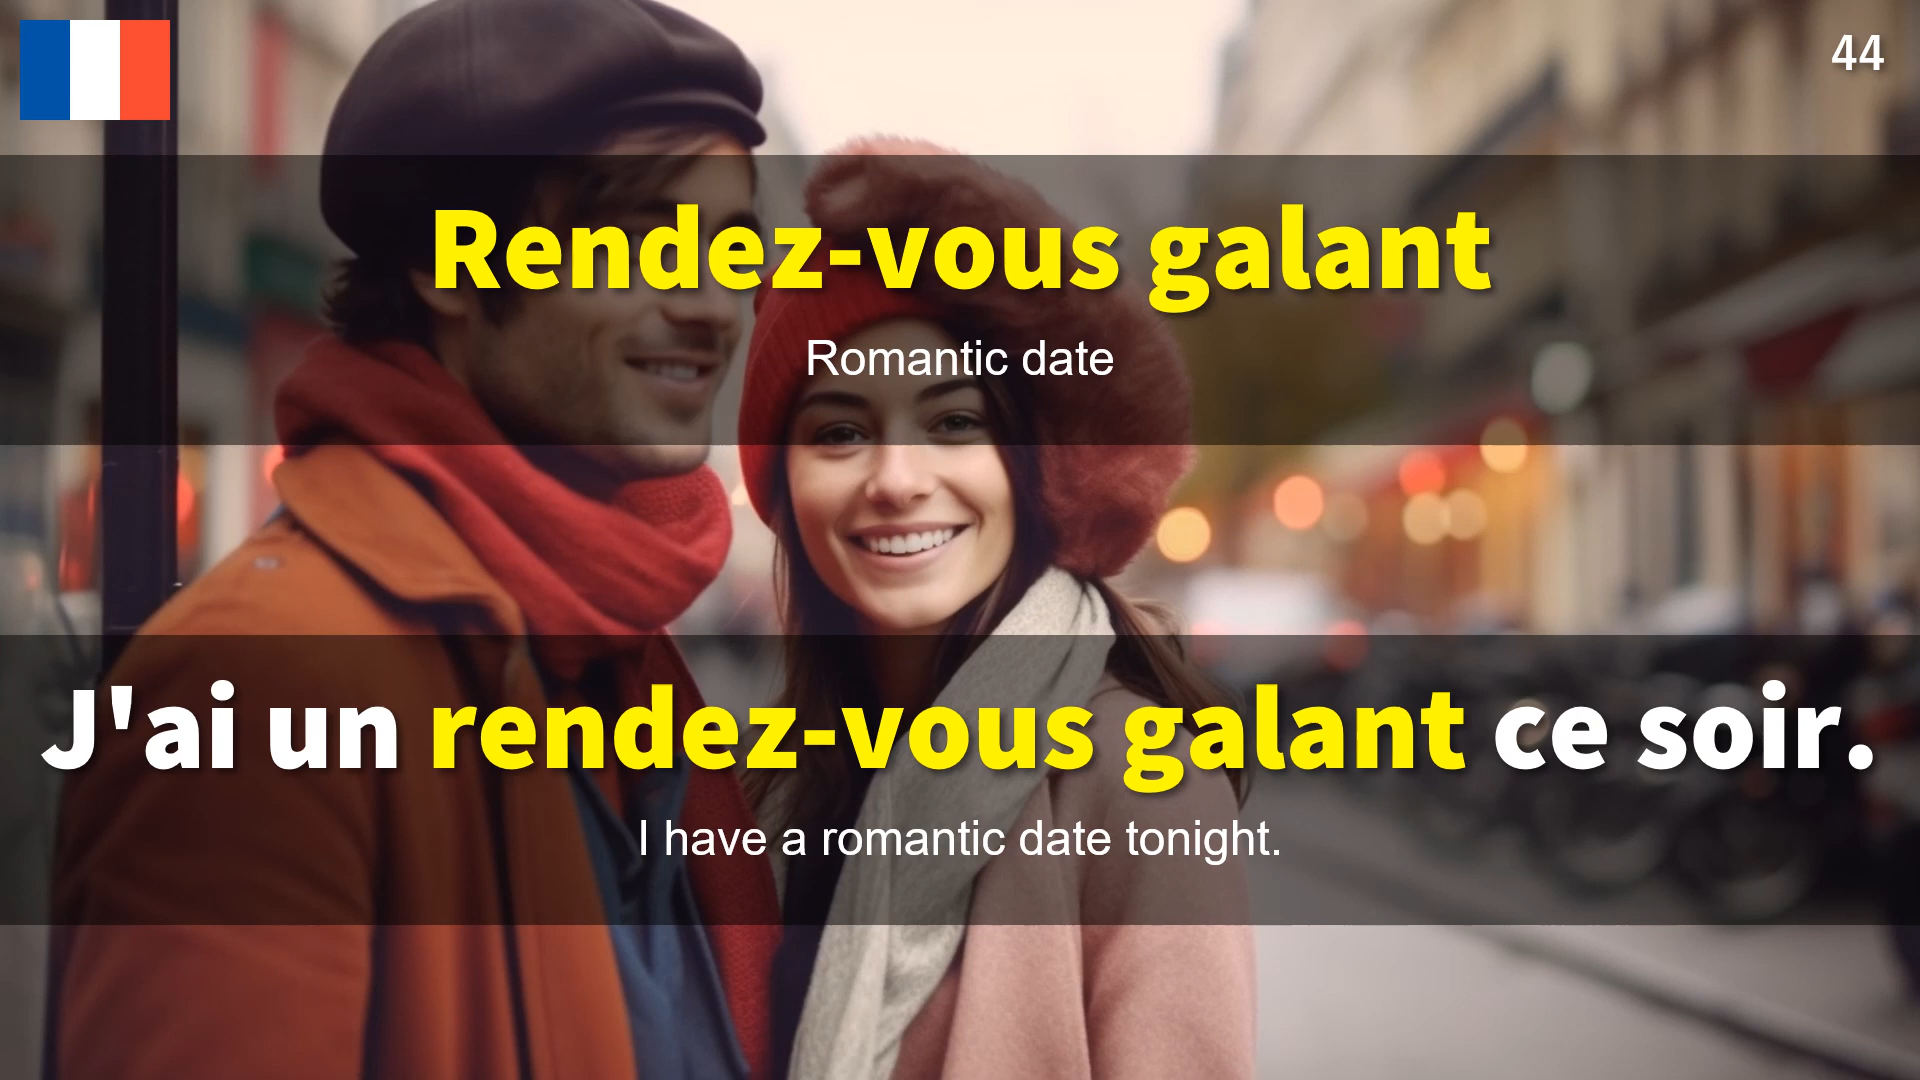 44
Rendez-vous galant
Romantic date
J'ai un rendez-vous galant ce soir.
I have a romantic date tonight.